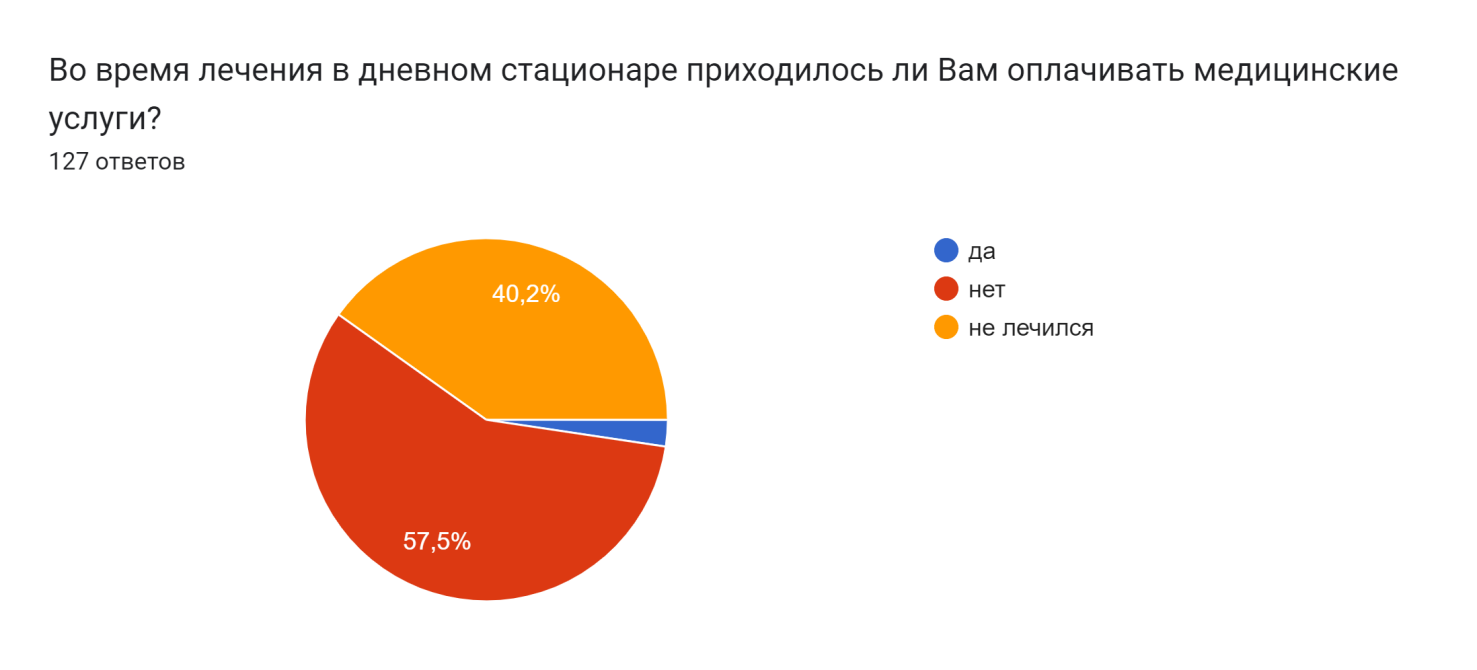 Во время лечения в дневном стационаре приходилось ли Вам оплачивать медицинские
услуги?
127 ответов
да
нет
не лечился
40,2%
57,5%